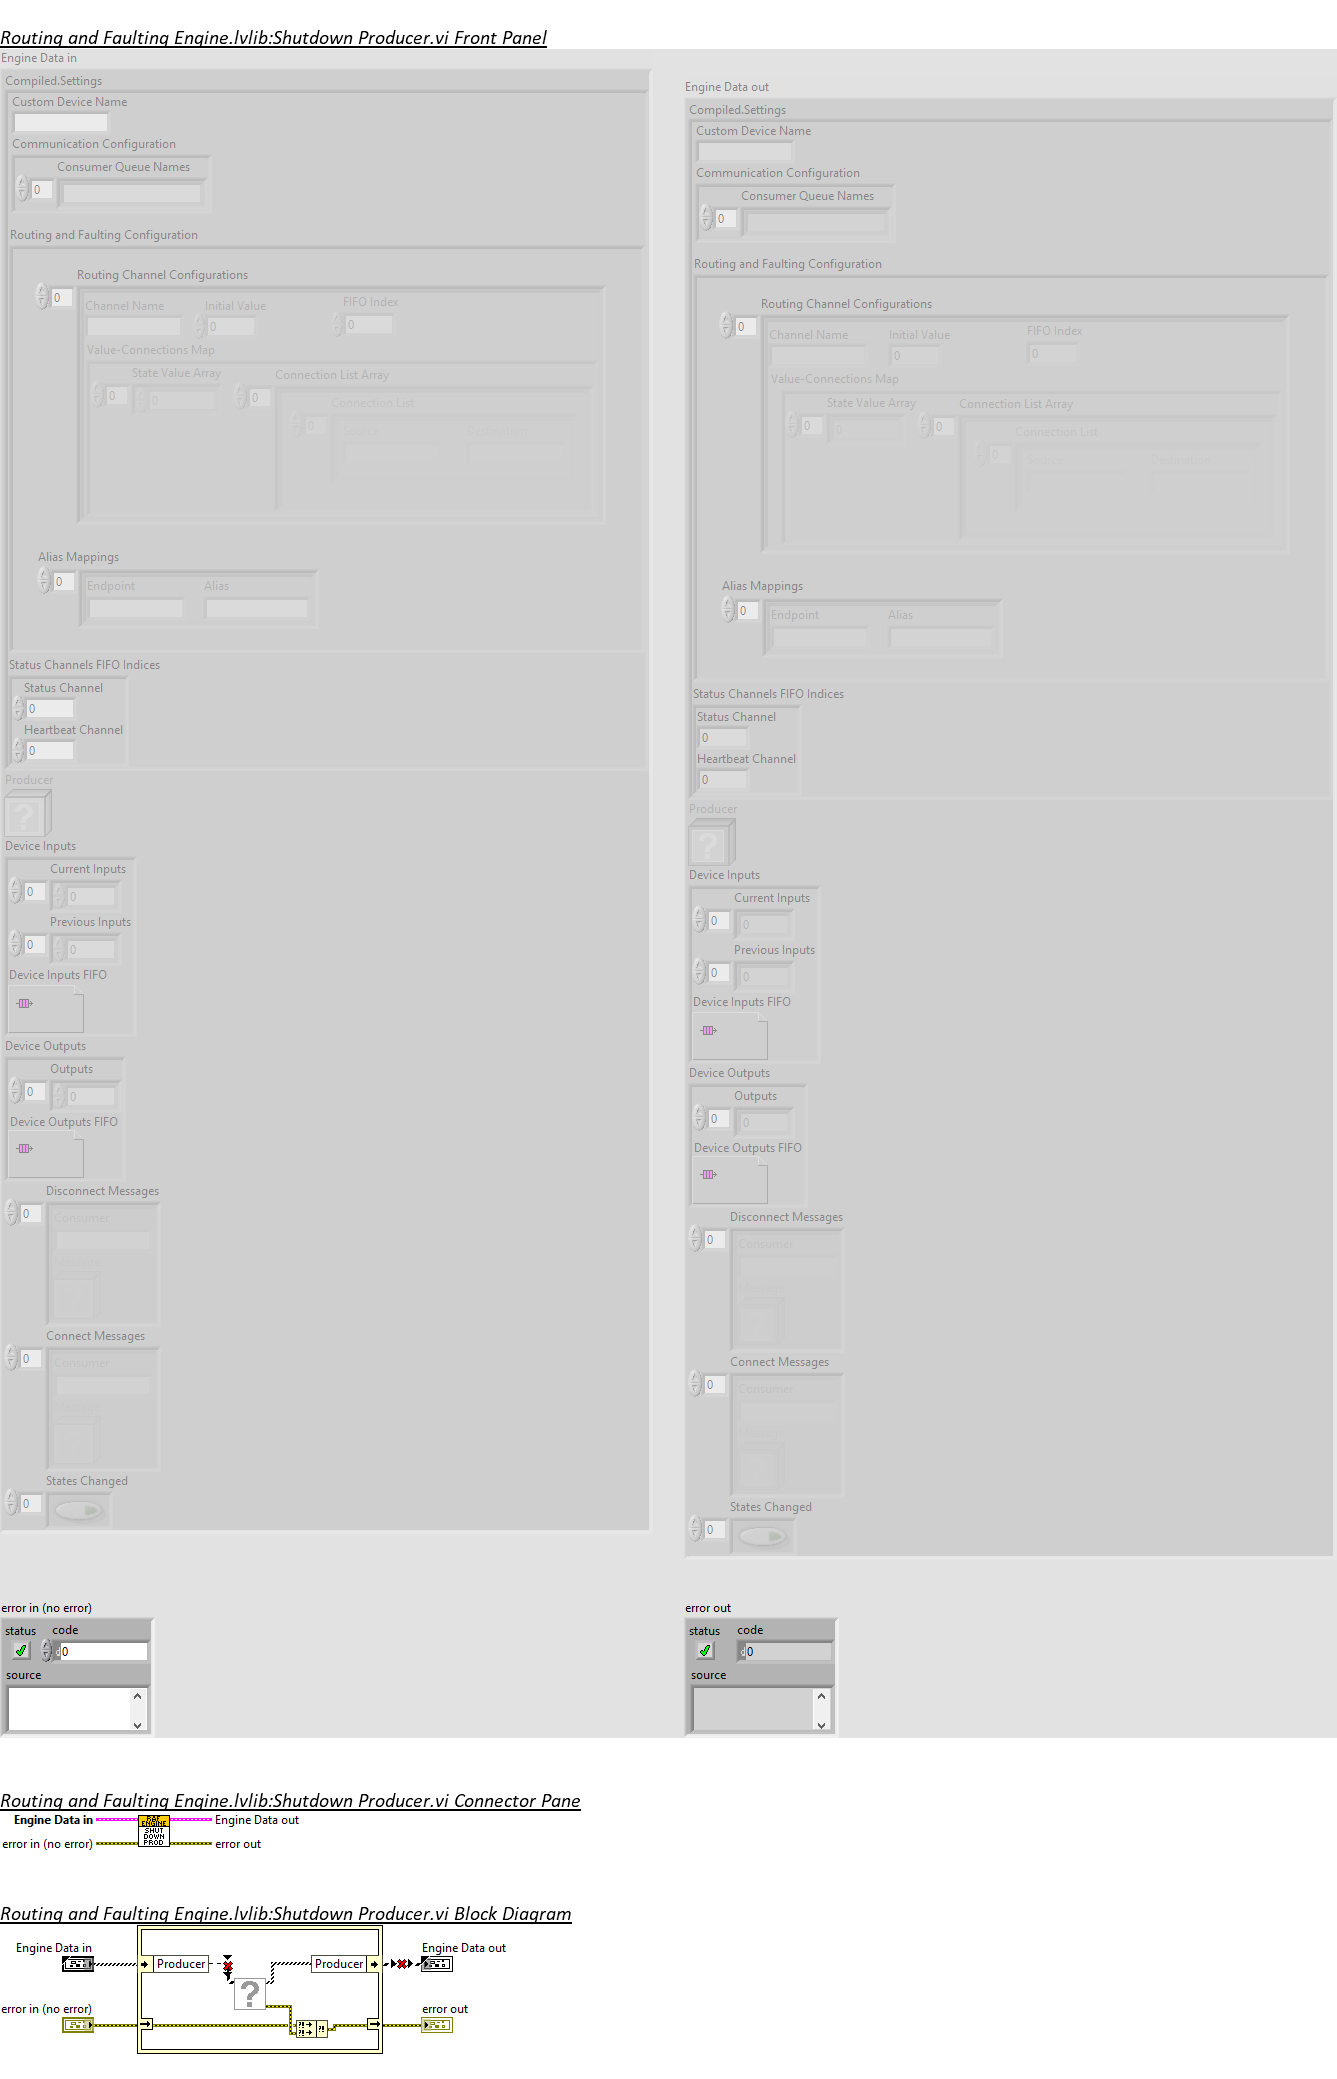 Routing and Faulting Engine.lvlib:Shutdown Producer.vi Front Panel
Engine Data in
Compiled.Settings
Custom Device Name
Communication Configuration
Consumer Queue Names
0
Routing and Faulting Configuration
Routing Channel Configurations
0
Channel Name Initial Value FIFO Index
0 0
Value-Connections Map
State Value Array Connection List Array
0 0 0
Connection List
0
Source Destination
Alias Mappings
0
Endpoint Alias
Status Channels FIFO Indices
Status Channel
0
Heartbeat Channel
0
Producer
?
Device Inputs
Current Inputs
0 0
Previous Inputs
0 0
Device Inputs FIFO
Device Outputs
Outputs
0 0
Device Outputs FIFO
Disconnect Messages
0
Consumer
Connect Messages
0
Consumer
States Changed
0
Engine Data out
Compiled.Settings
Custom Device Name
Communication Configuration
Consumer Queue Names
0
Routing and Faulting Configuration
Routing Channel Configurations
0
Channel Name Initial Value FIFO Index
0 0
Value-Connections Map
State Value Array Connection List Array
0 0 0
Connection List
0
Source Destination
Alias Mappings
0
Endpoint Alias
Status Channels FIFO Indices
Status Channel
0
Heartbeat Channel
0
Producer
?
Device Inputs
Current Inputs
0 0
Previous Inputs
0 0
Device Inputs FIFO
Device Outputs
Outputs
0 0
Device Outputs FIFO
Disconnect Messages
0
Consumer
Connect Messages
0
Consumer
States Changed
0
error in (no error)
status code
d 0
source
error out
status code
d 0
source
Routing and Faulting Engine.lvlib:Shutdown Producer.vi Connector Pane
Engine Data in
error in (no error)
RAF
ENGINE
SHUT
DOWN
PROD
Engine Data out
error out
Routing and Faulting Engine.lvlib:Shutdown Producer.vi Block Diagram
Engine Data in Engine Data out
Producer Producer
?
error in (no error) error out
?!
?! ?!